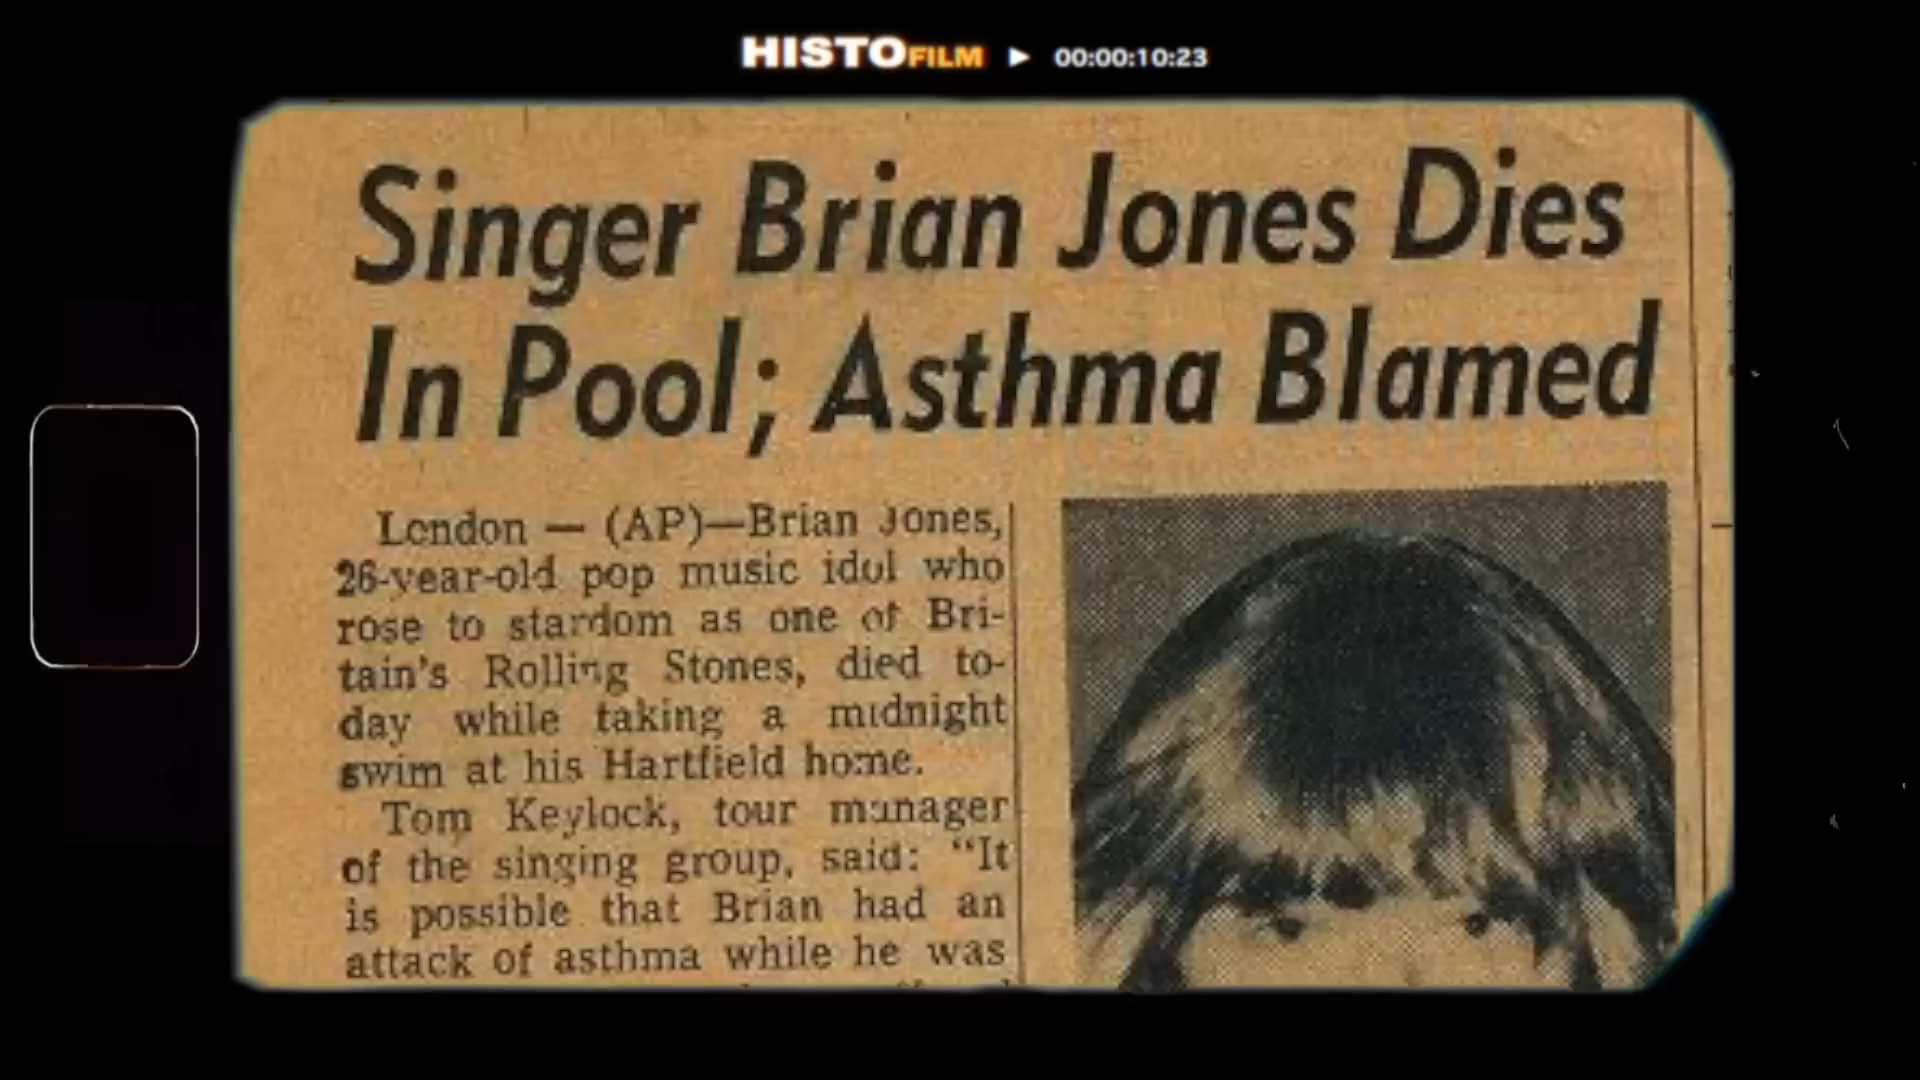 HISTOFILM ▶ 00:00:10:23
Singer Brian Jones Dies
In Pool; Asthma Blamed
London — (AP)—Brian Jones,
26-year-old pop music idol who
rose to stardom as one of Bri-
tain's Rolling Stones, died to-
day while taking a midnight
swim at his Hartfield home.
Tom Keylock, tour manager
of the singing group, said: "It
is possible that Brian had an
attack of asthma while he was